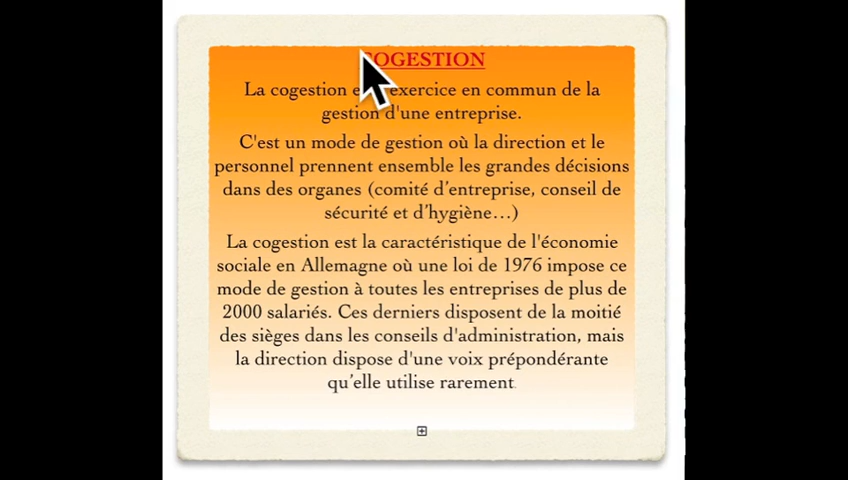 COGESTION
La cogestion exercice en commun de la
gestion d'une entreprise.
C'est un mode de gestion où la direction et le
personnel prennent ensemble les grandes décisions
dans des organes (comité d'entreprise, conseil de
sécurité et d'hygiène...)
La cogestion est la caractéristique de l'économie
sociale en Allemagne où une loi de 1976 impose ce
mode de gestion à toutes les entreprises de plus de
2000 salariés. Ces derniers disposent de la moitié
des sièges dans les conseils d'administration, mais
la direction dispose d'une voix prépondérante
qu'elle utilise rarement.